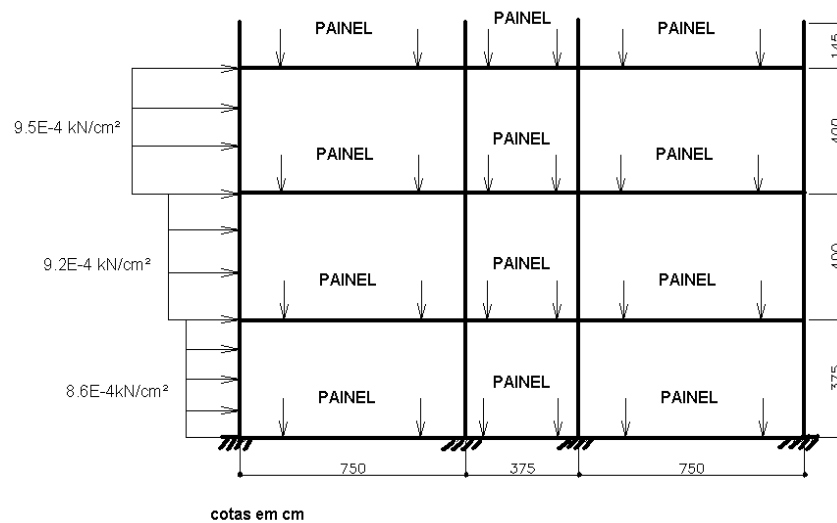 PAINEL PAINEL PAINEL 145
9.5E-4 kN/cm² 400
PAINEL PAINEL PAINEL
9.2E-4 kN/cm² 400
PAINEL PAINEL PAINEL
8.6E-4kN/cm² 375
PAINEL PAINEL PAINEL
750 375 750
cotas em cm